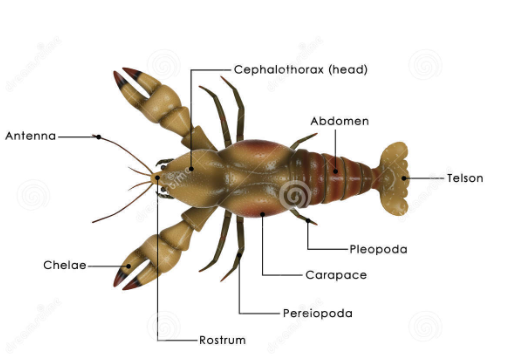 Cephalothorax (head)
Abdomen
Antenna
Telson
Pleopoda
Chelae
Carapace
Pereiopoda
Rostrum